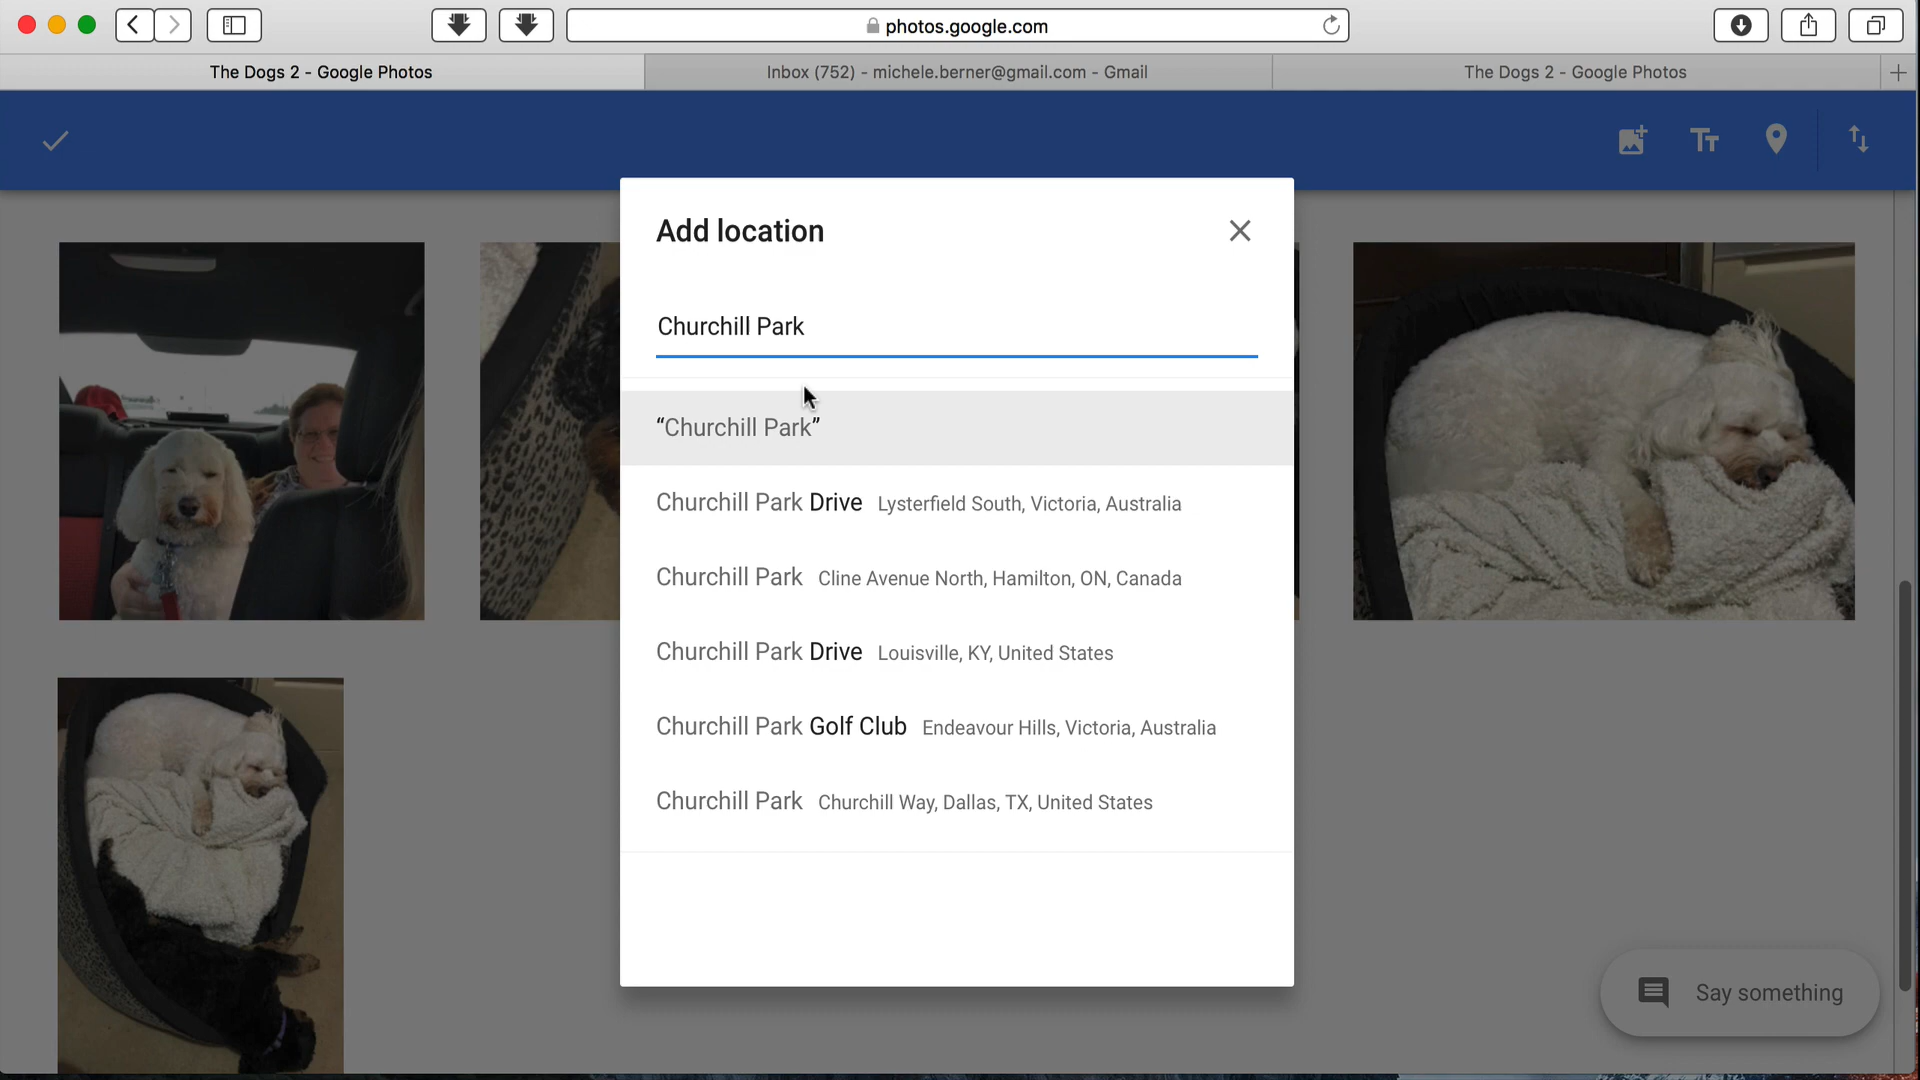 photos.google.com
The Dogs 2 - Google Photos
Inbox (752) - michele.berner@gmail.com - Gmail
The Dogs 2 - Google Photos
Tт
Add location
Churchill Park
“Churchill Park”
Churchill Park Drive Lysterfield South, Victoria, Australia
Churchill Park Cline Avenue North, Hamilton, ON, Canada
Churchill Park Drive Louisville, KY, United States
Churchill Park Golf Club Endeavour Hills, Victoria, Australia
Churchill Park Churchill Way, Dallas, TX, United States
Say something